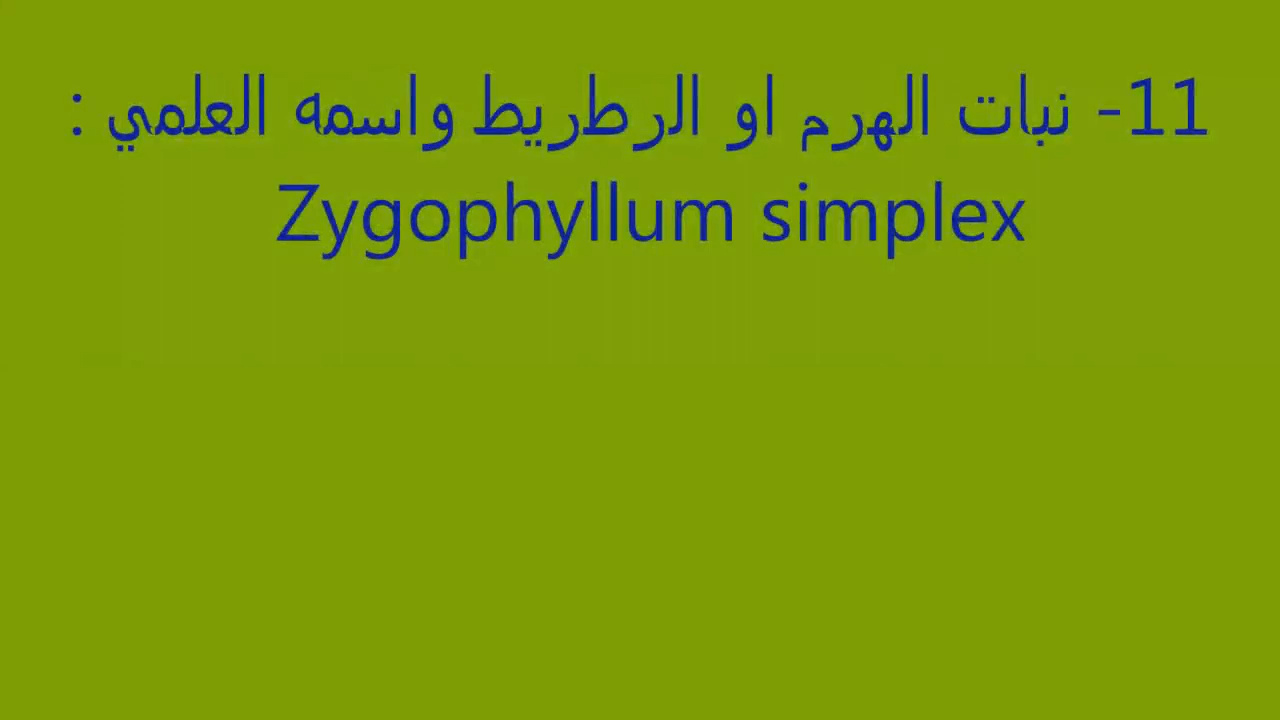 11- نبات الهرم او الرطريط واسمه العلمي :
Zygophyllum simplex